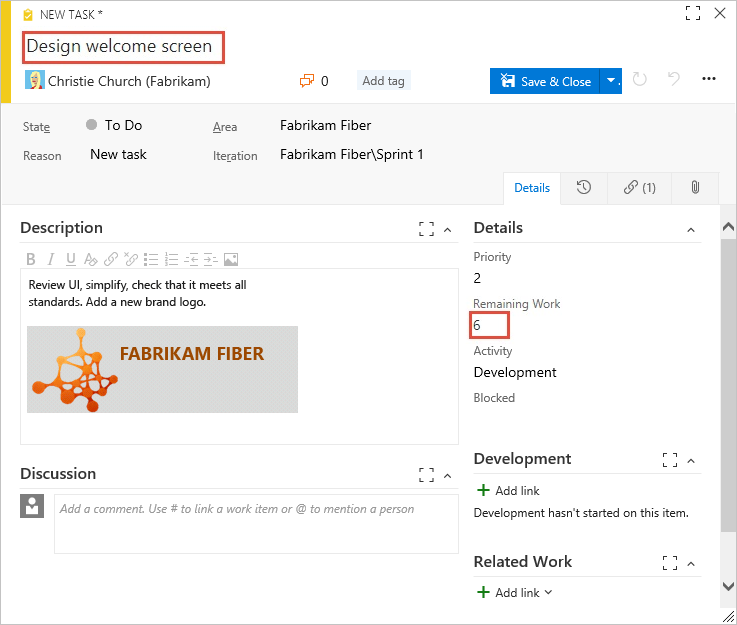 NEW TASK *
Design welcome screen
Christie Church (Fabrikam)
0
Add tag
Save & Close
State
To Do
Area
Fabrikam Fiber
Reason
New task
Iteration
Fabrikam Fiber\Sprint 1
Details
(1)
Description
B I U A
Review UI, simplify, check that it meets all
standards. Add a new brand logo.
FABRIKAM FIBER
Discussion
Add a comment. Use # to link a work item or @ to mention a person
Details
Priority
2
Remaining Work
6
Activity
Development
Blocked
Development
Add link
Development hasn't started on this item.
Related Work
Add link